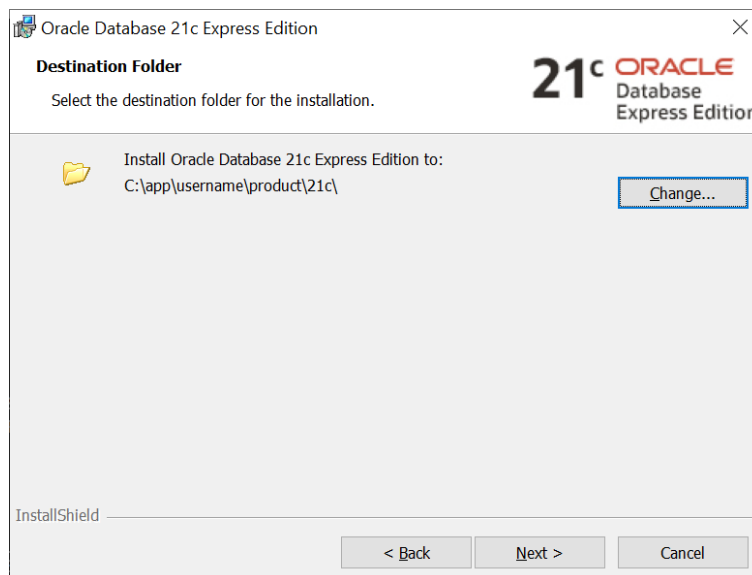 Oracle Database 21c Express Edition
Destination Folder
Select the destination folder for the installation.
21c ORACLE
Database
Express Edition
Install Oracle Database 21c Express Edition to:
C:\app\username\product\21c\
Change...
InstallShield
< Back
Next >
Cancel